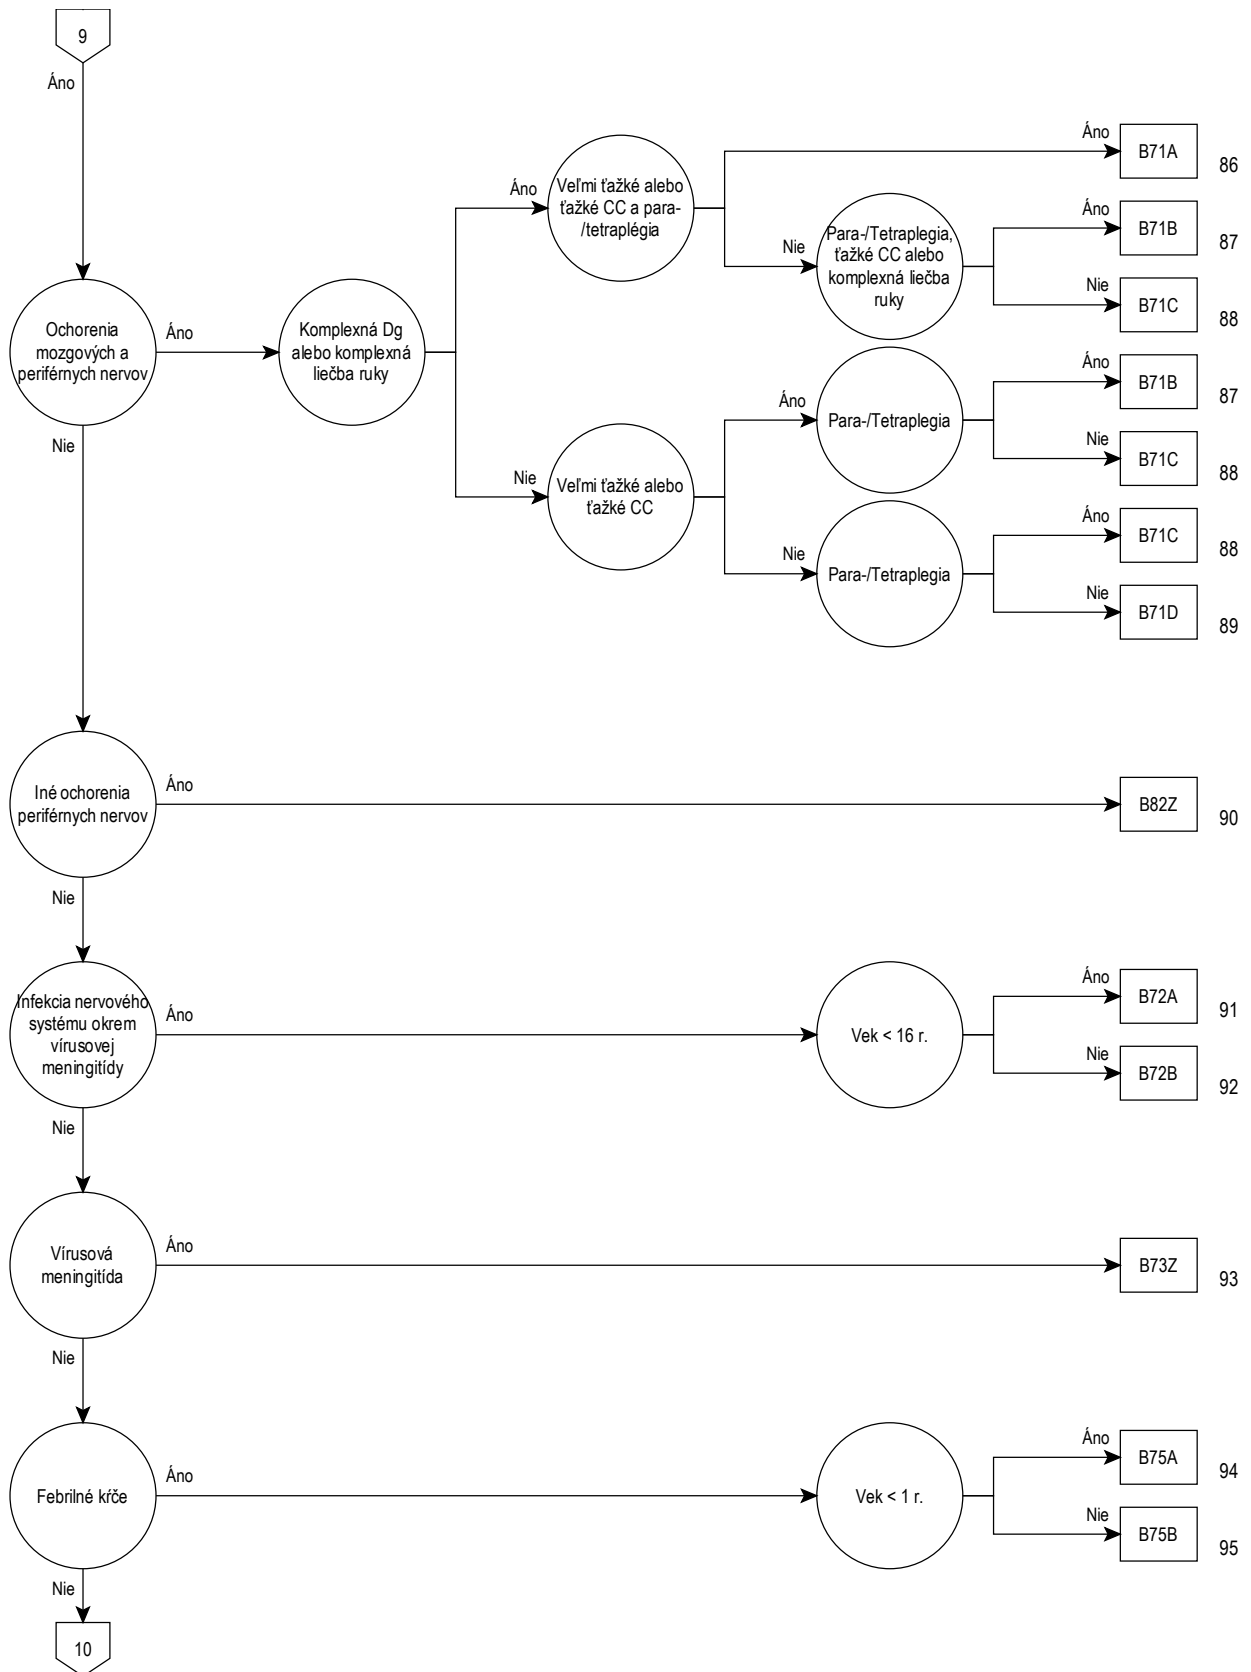 9
Áno
Áno
B71A
86
Áno
Veľmi ťažké alebo
ťažké CC a para-
/tetraplégia
Áno
B71B
87
Nie
Para-/Tetraplegia,
ťažké CC alebo
komplexná liečba
ruky
Nie
B71C
88
Ochorenia
mozgových a
periférnych nervov
Áno
Komplexná Dg
alebo komplexná
liečba ruky
Áno
B71B
87
Áno
Para-/Tetraplegia
Nie
B71C
88
Nie
Nie
Veľmi ťažké alebo
ťažké CC
Áno
B71C
88
Nie
Para-/Tetraplegia
Nie
B71D
89
Iné ochorenia
periférnych nervov
Áno
B82Z
90
Nie
Infekcia nervového
systému okrem
vírusovej
meningitídy
Áno
Vek < 16 r.
Áno
B72A
91
Nie
B72B
92
Nie
Vírusová
meningitída
Áno
B73Z
93
Nie
Febrilné kŕče
Áno
Vek < 1 r.
Áno
B75A
94
Nie
B75B
95
Nie
10